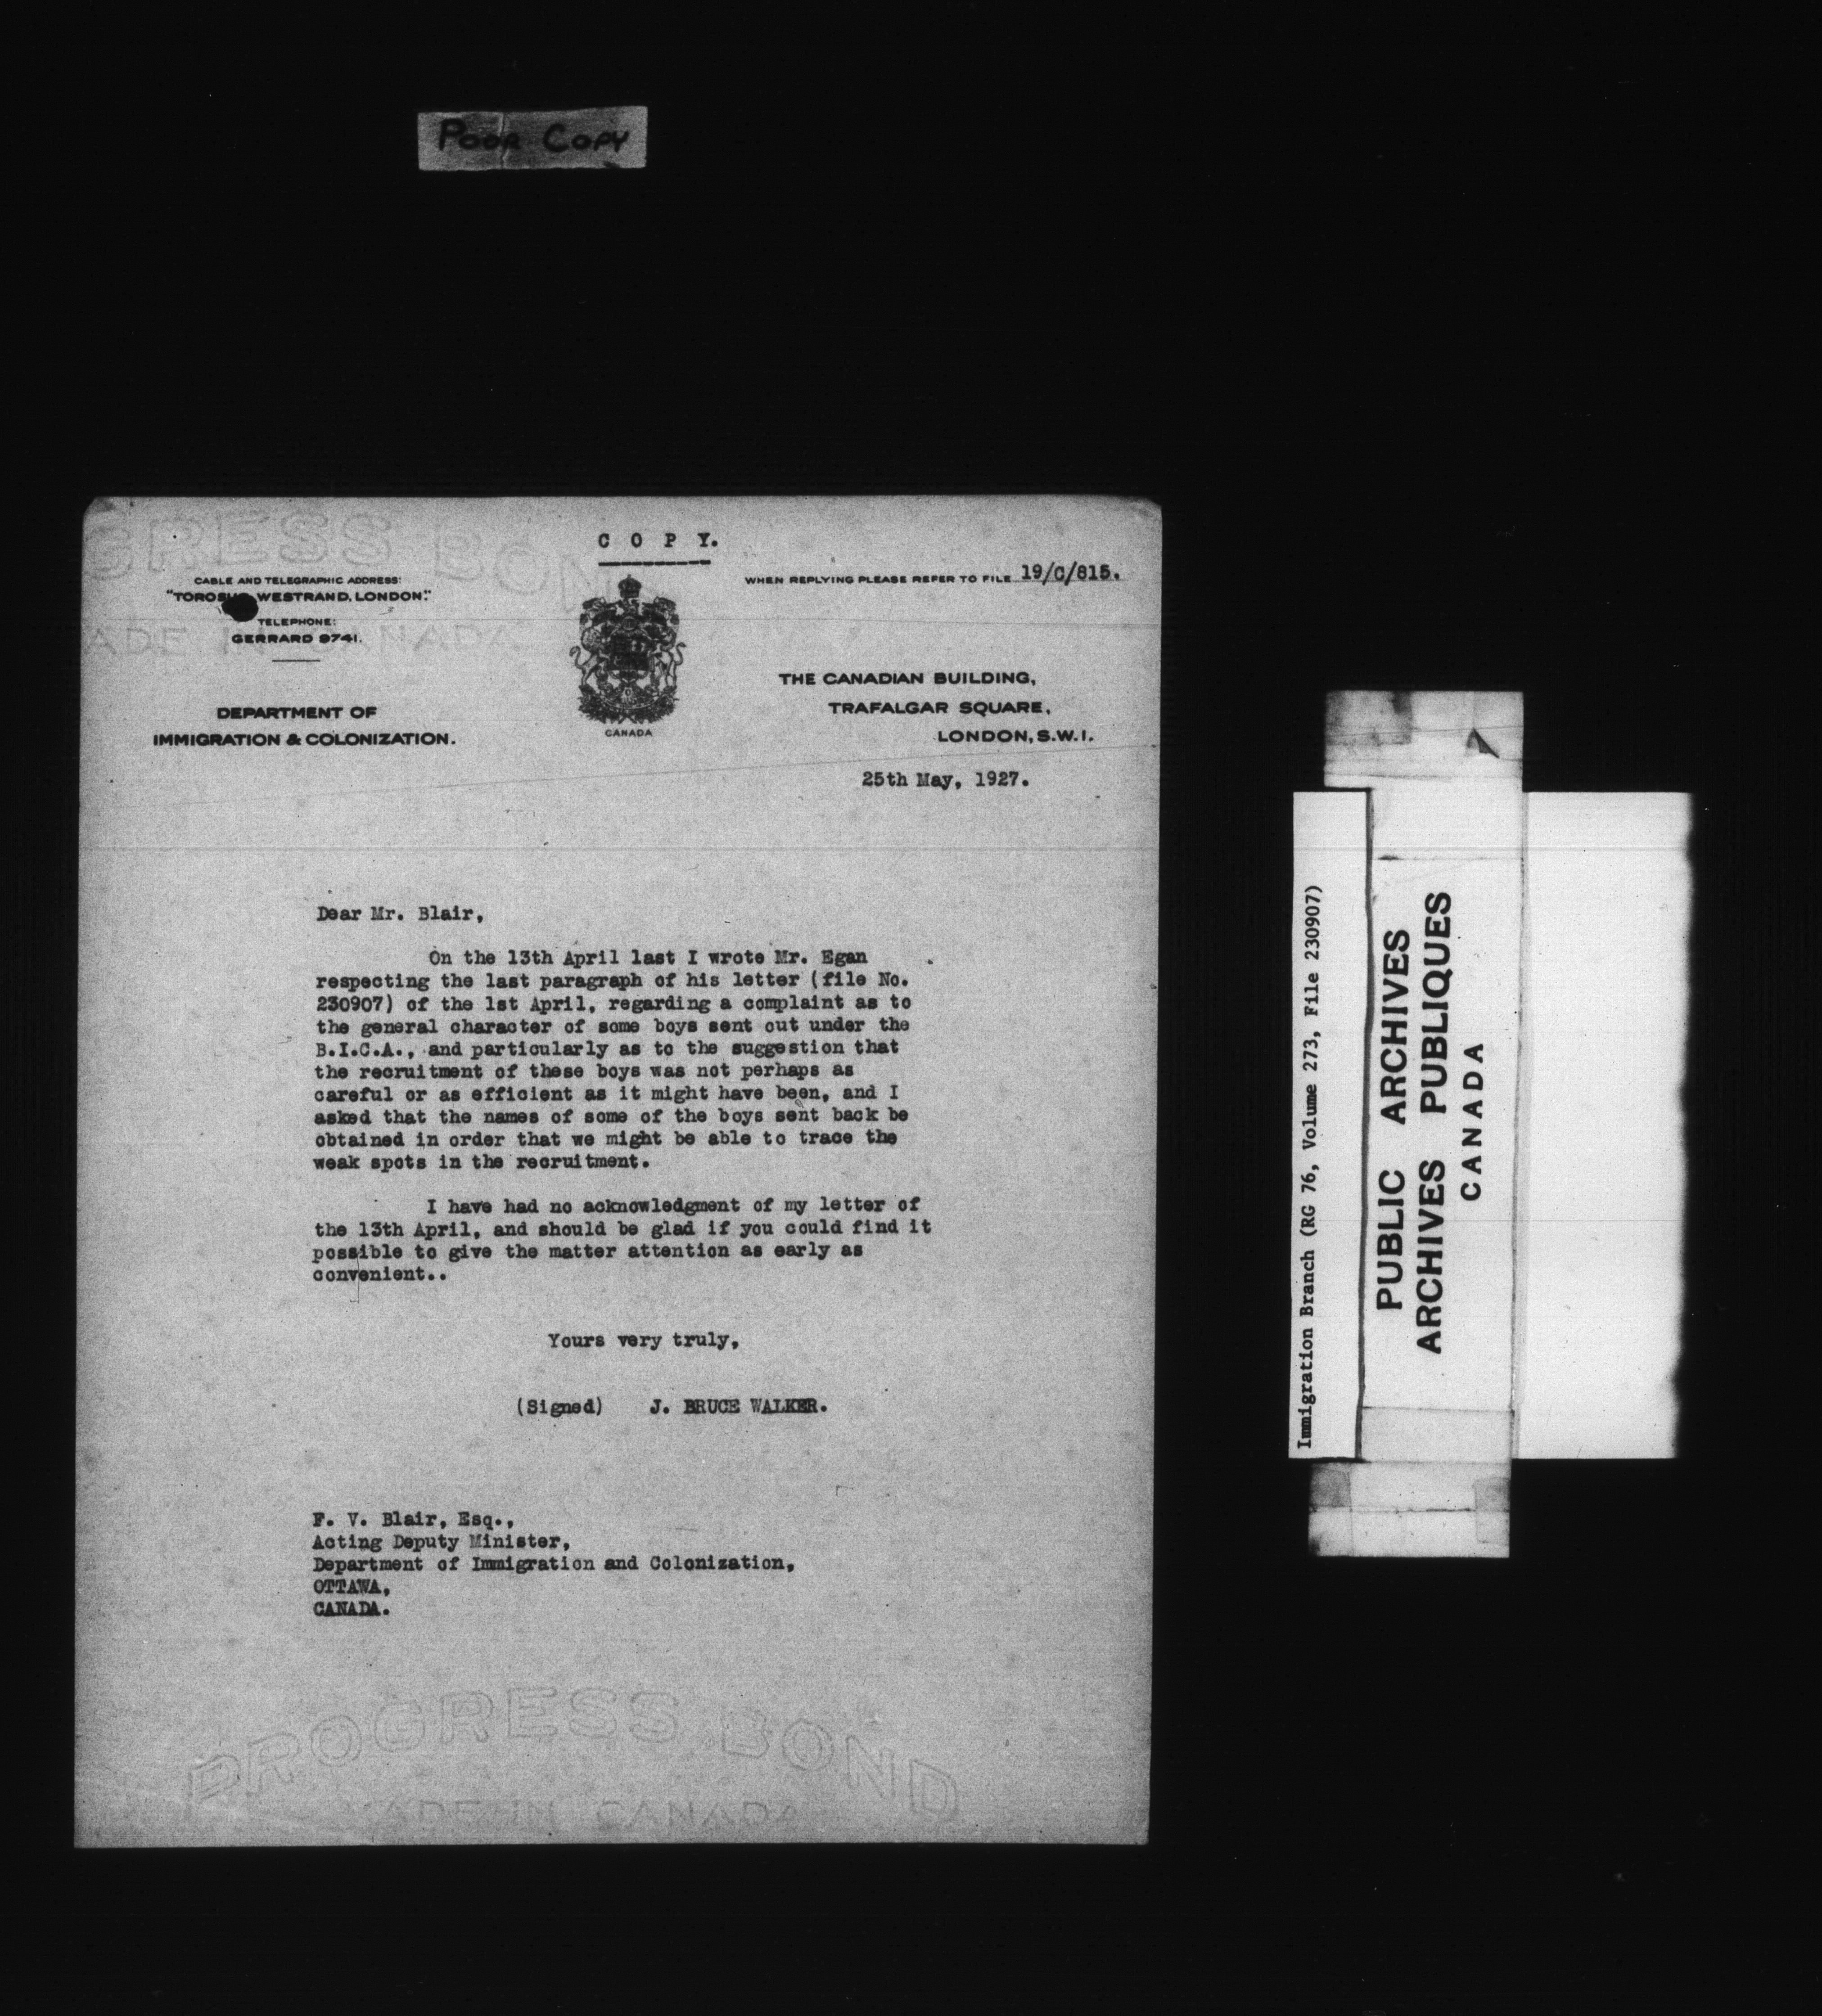 POOR COPY
C O P Y.
CABLE AND TELEGRAPHIC ADDRESS:
WESTRAND, LONDON."
TELEPHONE:
GERRARD 9741.
WHEN REPLYING PLEASE REFER TO FILE 19/C/815.
DEPARTMENT OF
IMMIGRATION & COLONIZATION.
CANADA
THE CANADIAN BUILDING,
TRAFALGAR SQUARE,
LONDON, S.W.1.
25th May, 1927.
Dear Mr. Blair,
On the 13th April last I wrote Mr. Egan
respecting the last paragraph of his letter (file No.
230907) of the 1st April, regarding a complaint as to
the general character of some boys sent out under the
B.I.C.A., and particularly as to the suggestion that
the recruitment of these boys was not perhaps as
careful or as efficient as it might have been, and I
asked that the names of some of the boys sent back be
obtained in order that we might be able to trace the
weak spots in the recruitment.
I have had no acknowledgment of my letter of
the 13th April, and should be glad if you could find it
possible to give the matter attention as early as
convenient..
Yours very truly,
(Signed) J. BRUCE WALKER.
F. V. Blair, Esq.,
Acting Deputy Minister,
Department of Immigration and Colonization,
OTTAWA,
CANADA.
GRESS BON
ADE IN CANADA
PROGRESS BOND
MADE IN CANADA
Immigration Branch (RG 76, Volume 273, File 230907)
PUBLIC ARCHIVES
ARCHIVES PUBLIQUES
CANADA